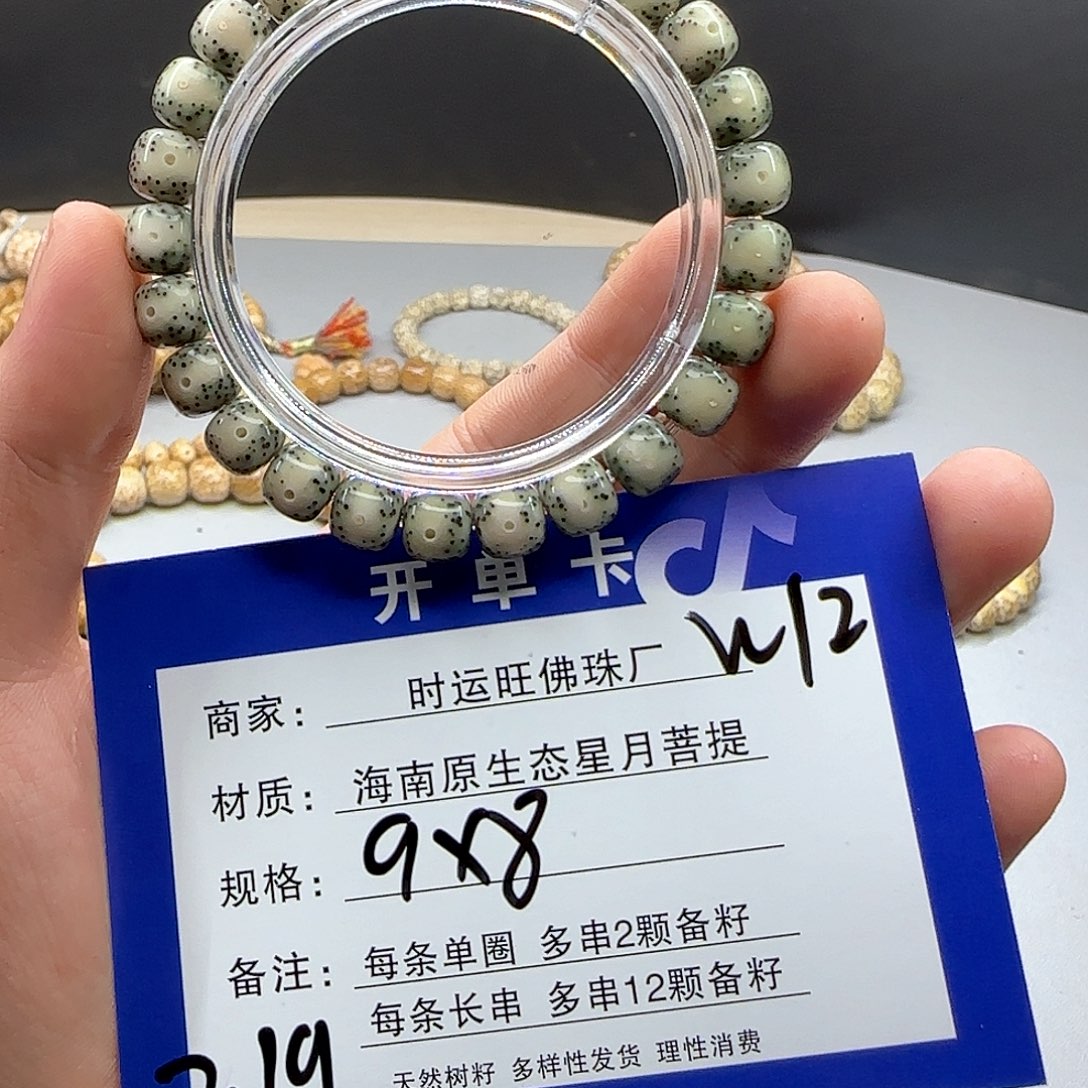 开单卡
商家：时运旺佛珠厂 W12
材质：海南原生态星月菩提
规格：9x8
备注：每条单圈 多串2颗备籽
每条长串 多串12颗备籽
天然树籽 多样性发货 理性消费